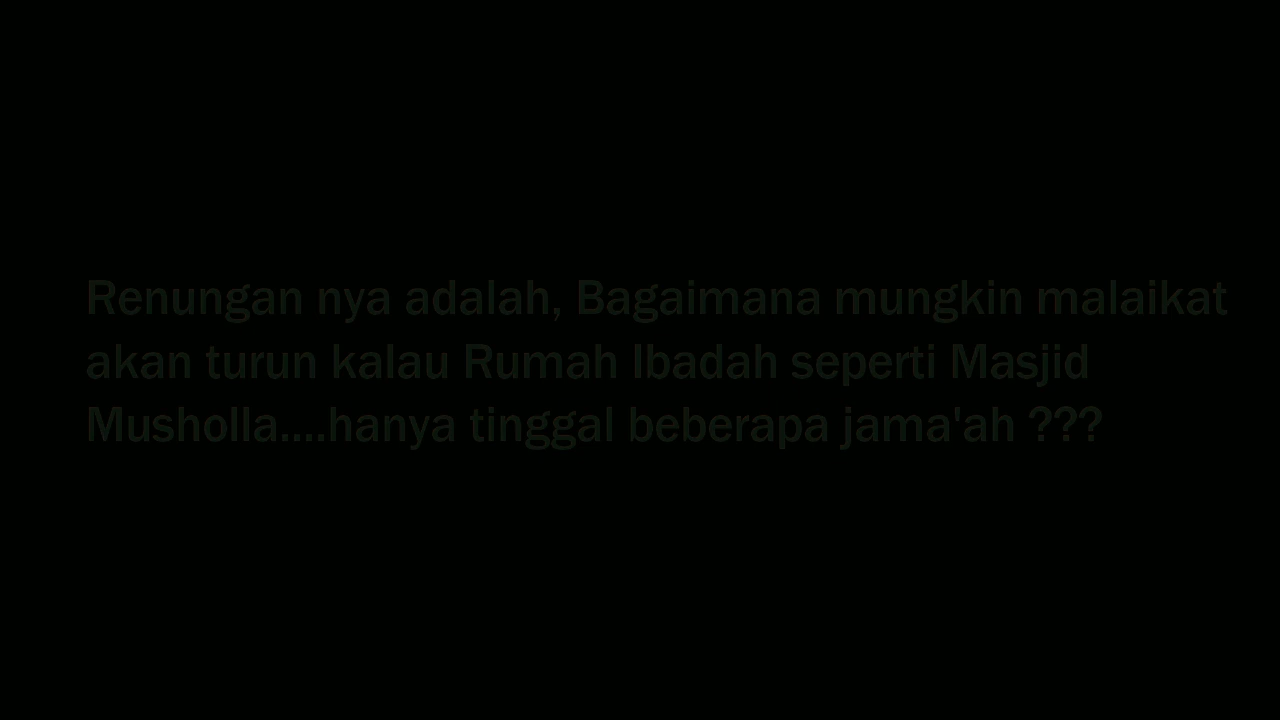 Renungan nya adalah, Bagaimana mungkin malaikat
akan turun kalau Rumah Ibadah seperti Masjid
Musholla....hanya tinggal beberapa jama'ah ???